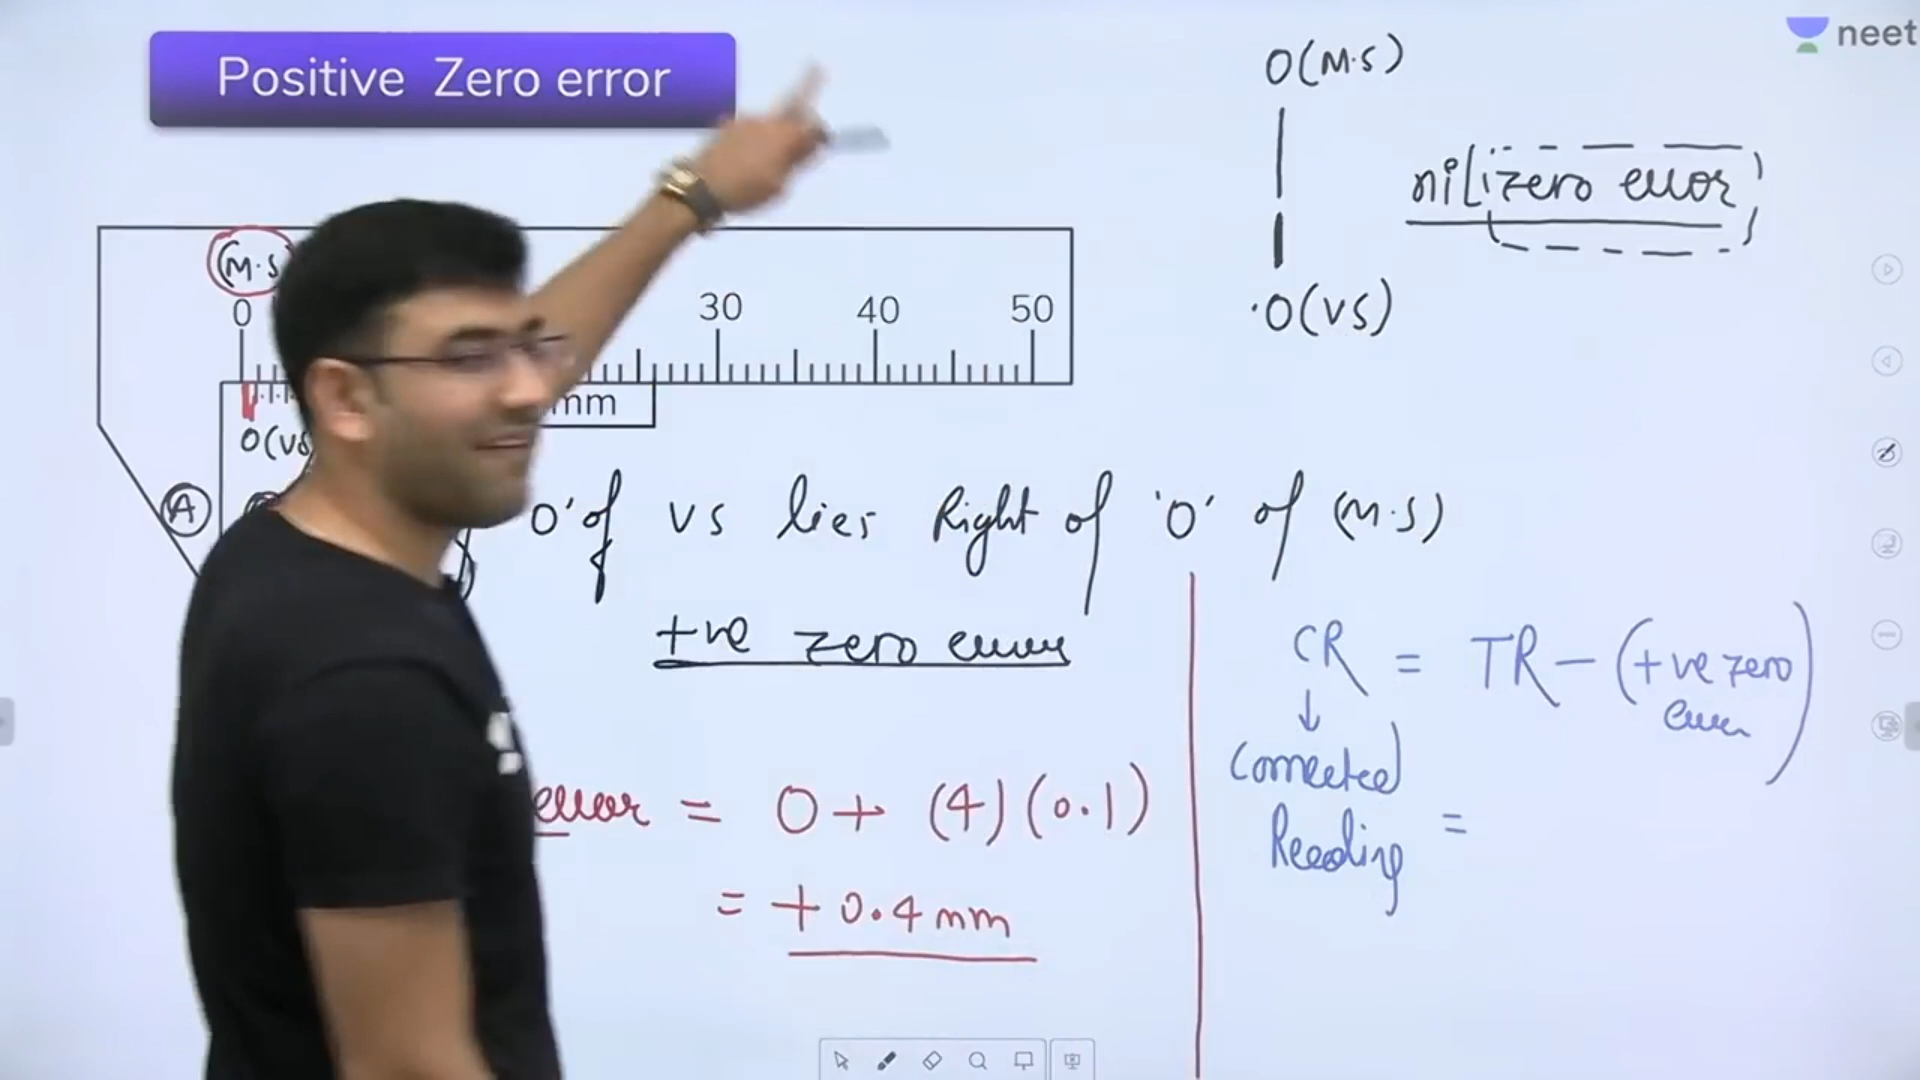 Positive Zero error
neet
0(M.S)
nil zero error
.0(VS)
(M.S
0 30 40 50
mm
0(VS
A
0' of VS lies Right of '0' of (M.S)
+ve zero error
CR = TR - (+ve zero error)
↓
Corrected
Reading =
error = 0 + (4)(0.1)
= + 0.4 mm